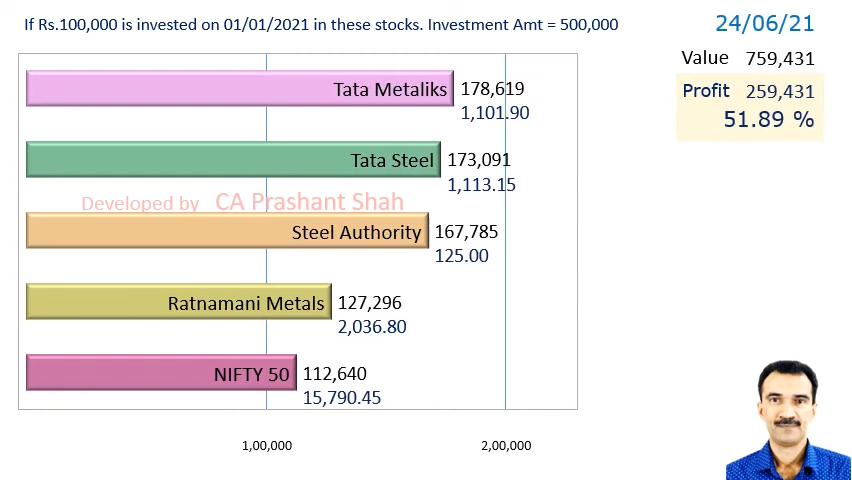 If Rs.100,000 is invested on 01/01/2021 in these stocks. Investment Amt = 500,000
24/06/21
Value 759,431
Profit 259,431
51.89 %
Tata Metaliks 178,619
1,101.90
Tata Steel 173,091
1,113.15
Developed by CA Prashant Shah
Steel Authority 167,785
125.00
Ratnamani Metals 127,296
2,036.80
NIFTY 50 112,640
15,790.45
1,00,000 2,00,000